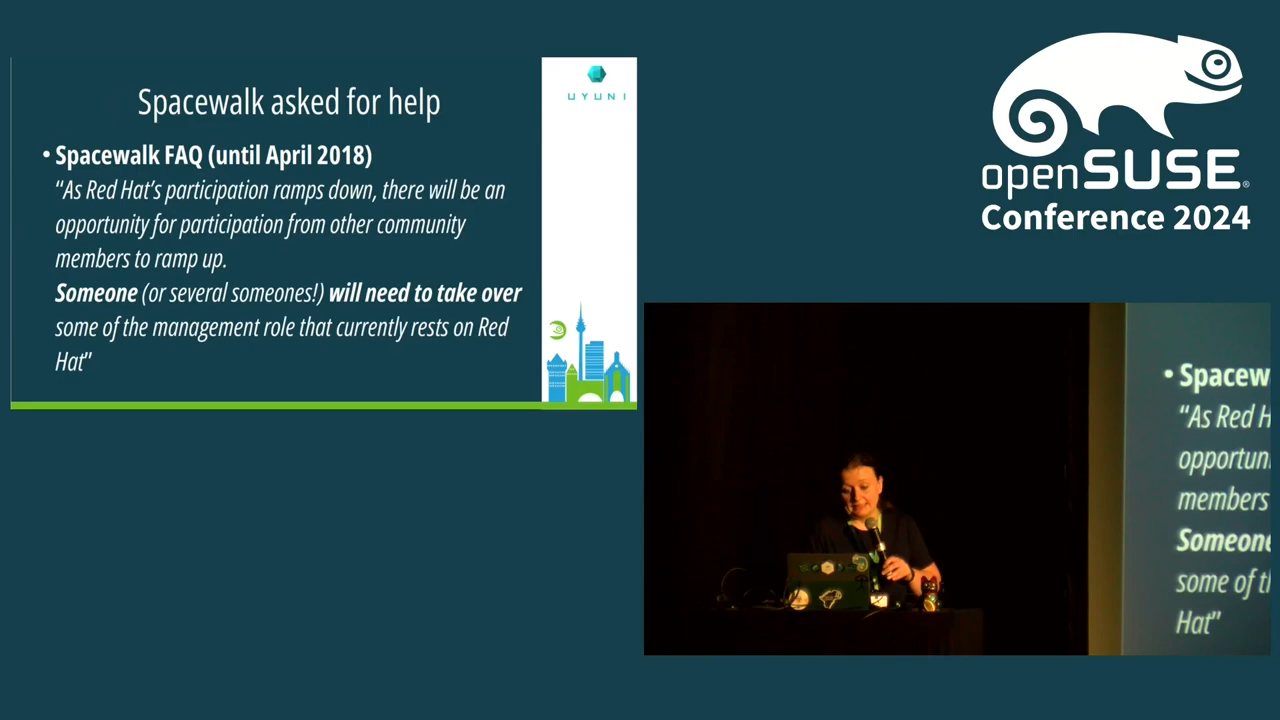 Spacewalk asked for help
• Spacewalk FAQ (until April 2018)
“As Red Hat’s participation ramps down, there will be an
opportunity for participation from other community
members to ramp up.
Someone (or several someones!) will need to take over
some of the management role that currently rests on Red
Hat”
UYUNI
openSUSE®
Conference 2024
• Spacew
“As Red H
opportuni
members
Someone
some of th
Hat”